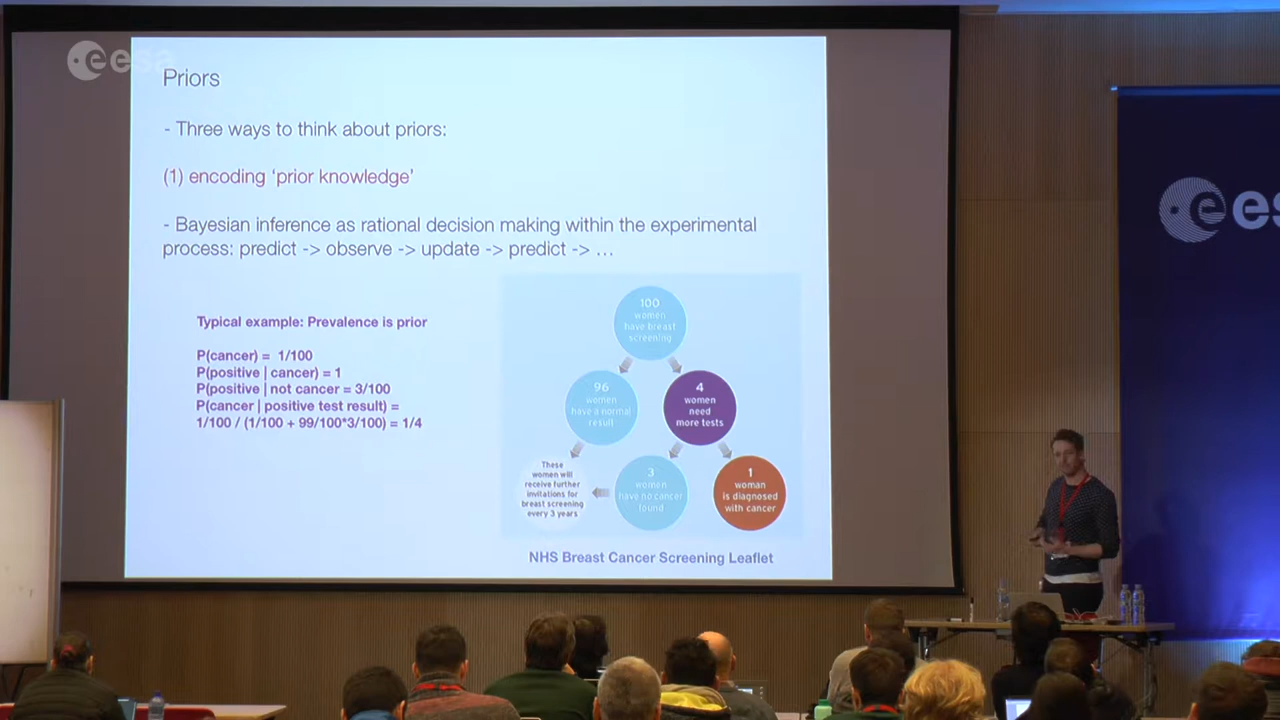 esa
Priors
- Three ways to think about priors:
(1) encoding 'prior knowledge'
- Bayesian inference as rational decision making within the experimental
process: predict -> observe -> update -> predict -> ...
Typical example: Prevalence is prior
P(cancer) = 1/100
P(positive | cancer) = 1
P(positive | not cancer = 3/100
P(cancer | positive test result) =
1/100 / (1/100 + 99/100*3/100) = 1/4
100
women
have breast
screening
96
women
have a normal
result
4
women
need
more tests
These
women will
receive further
invitations for
breast screening
every 3 years
3
women
have no cancer
found
1
woman
is diagnosed
with cancer
NHS Breast Cancer Screening Leaflet
es